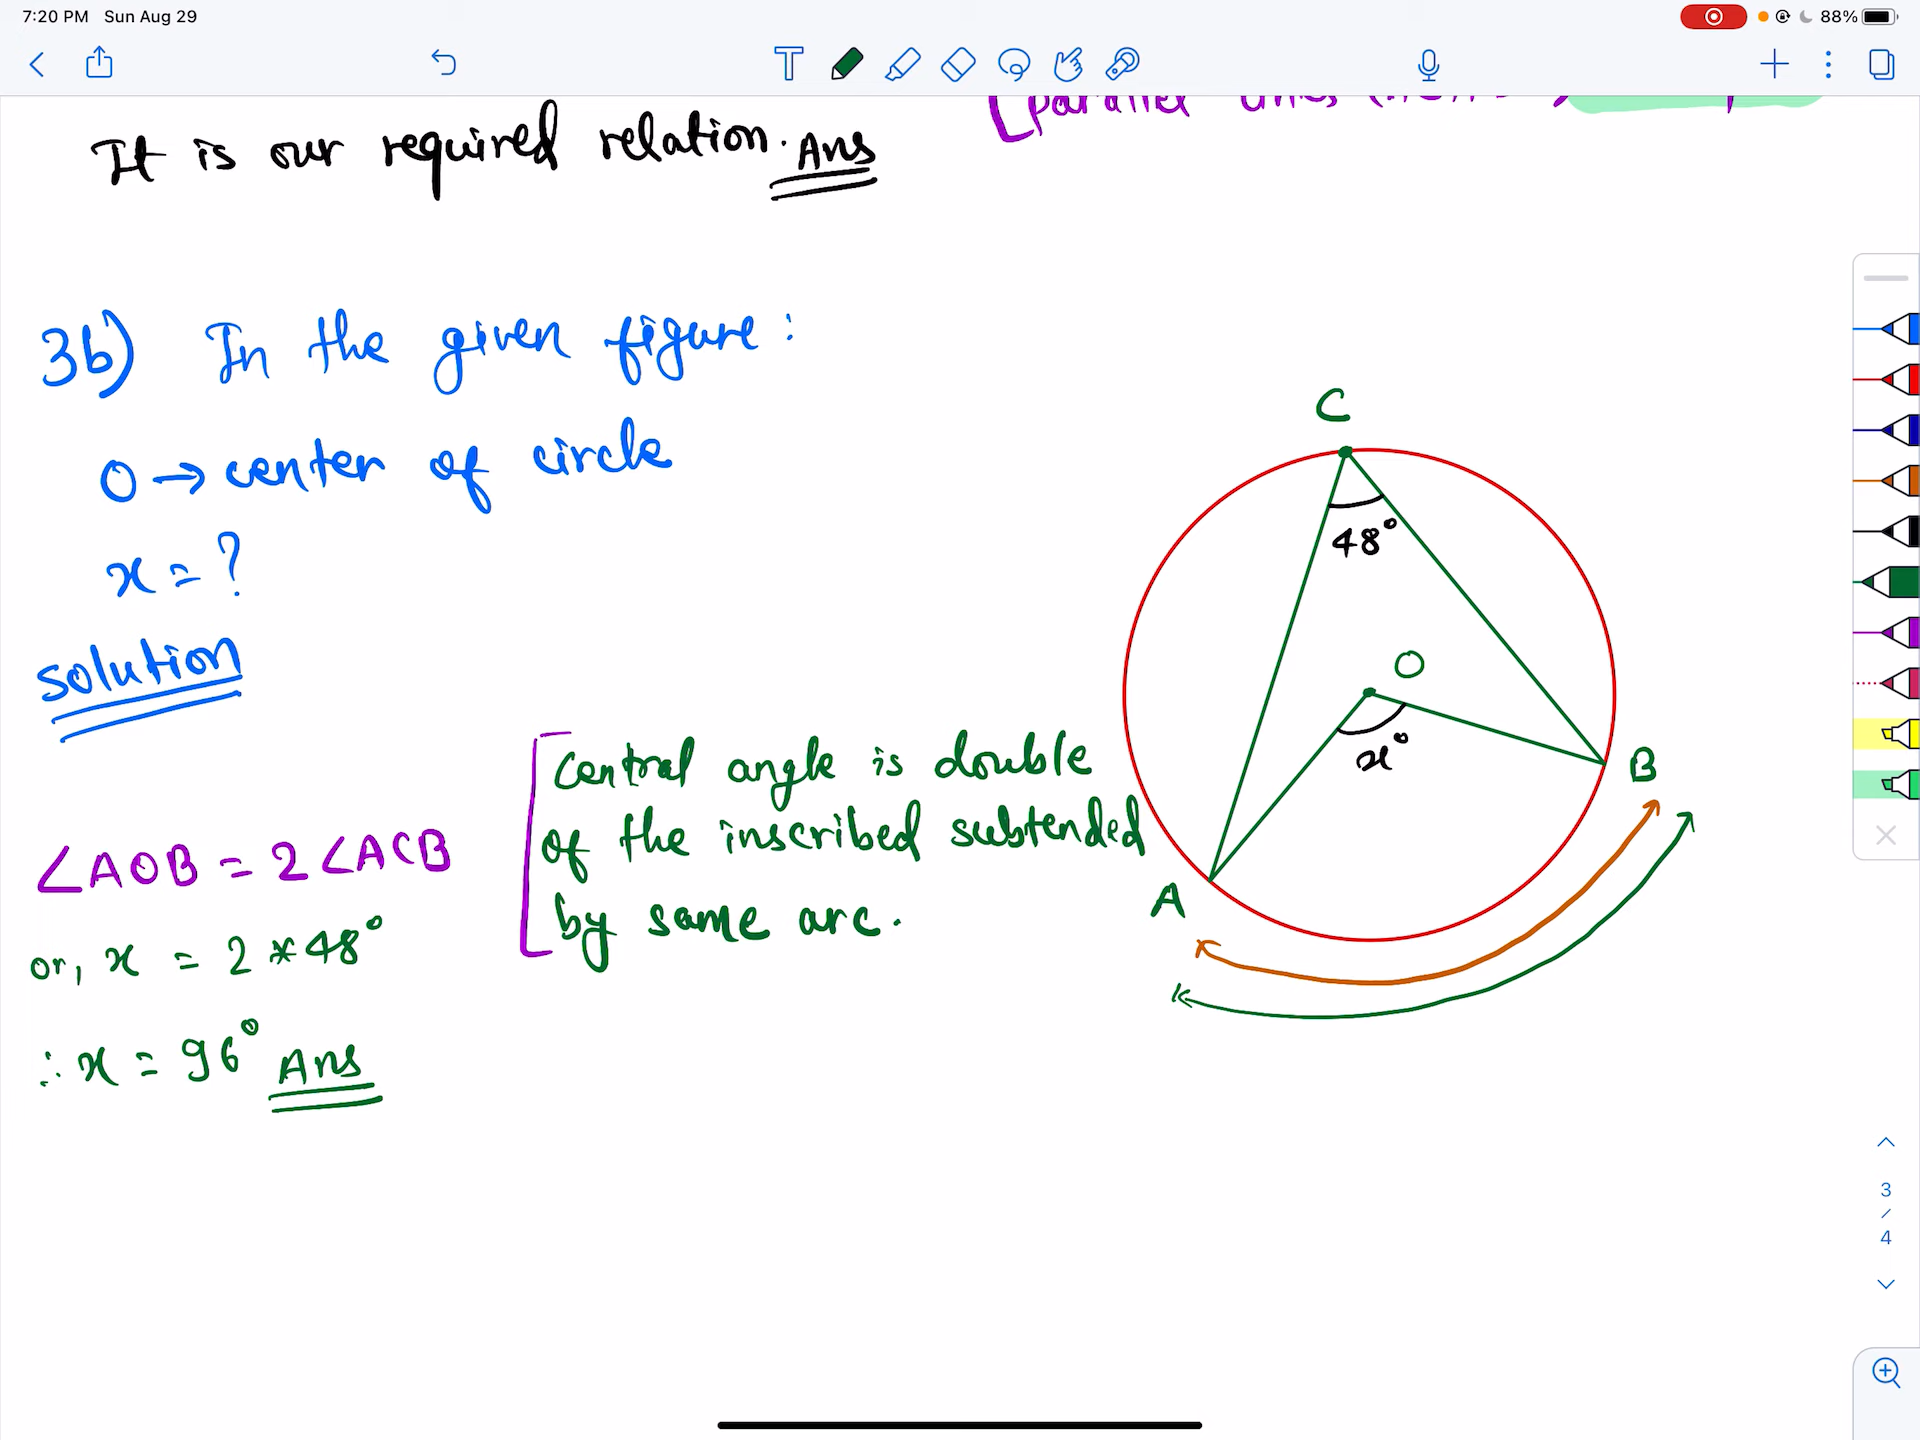 7:20 PM Sun Aug 29
88%
It is our required relation. Ans
3b) In the given figure:
O → center of circle
x = ?
solution
∠AOB = 2∠ACB
or, x = 2 * 48°
∴ x = 96° Ans
[Central angle is double
of the inscribed subtended
by same arc.
C
48°
O
x°
B
A
3
/
4